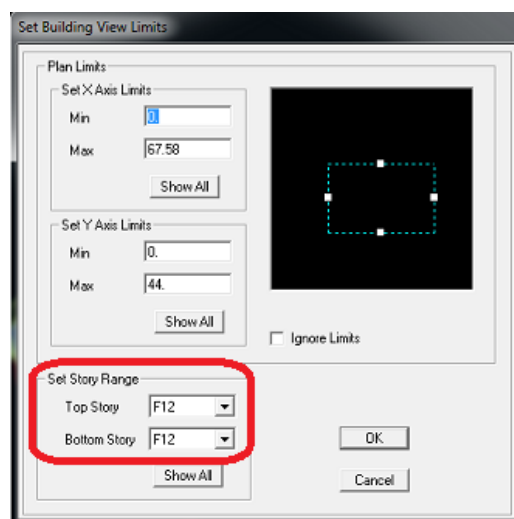 Set Building View Limits
Plan Limits
Set X Axis Limits
Min 0.
Max 67.58
Show All
Set Y Axis Limits
Min 0.
Max 44.
Show All
Ignore Limits
Set Story Range
Top Story F12
Bottom Story F12
OK
Show All
Cancel